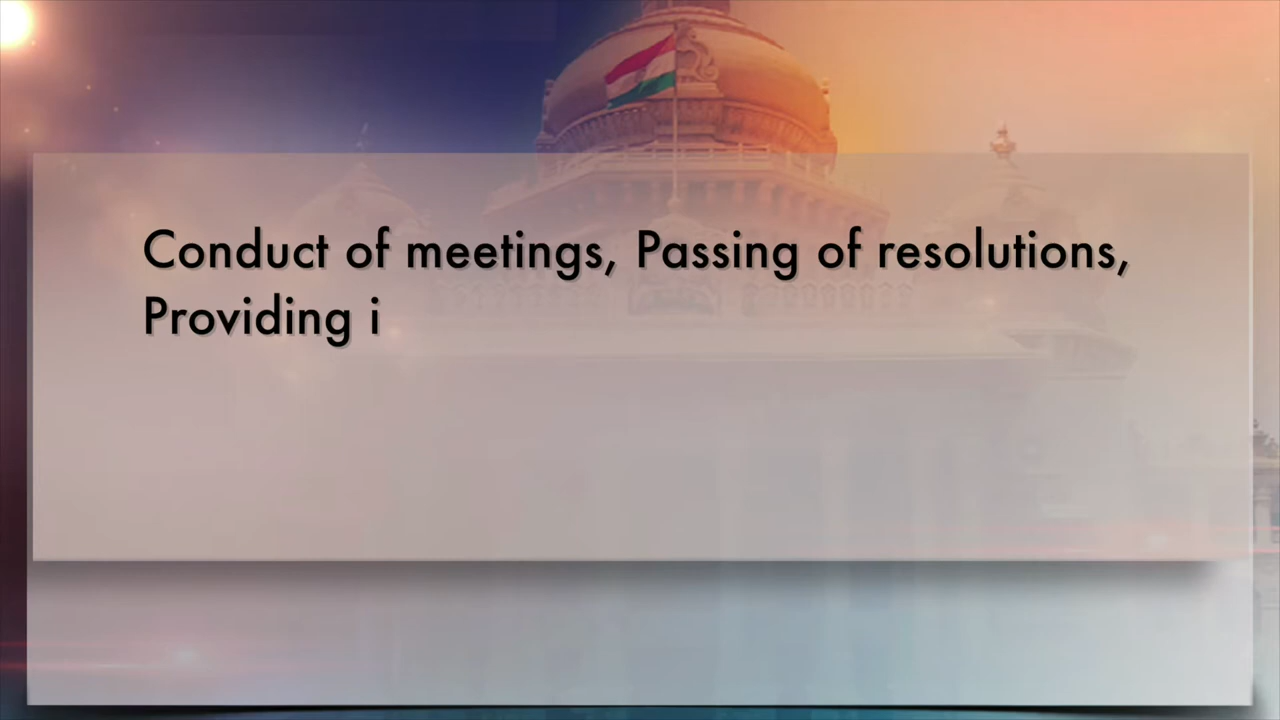 Conduct of meetings, Passing of resolutions,
Providing i